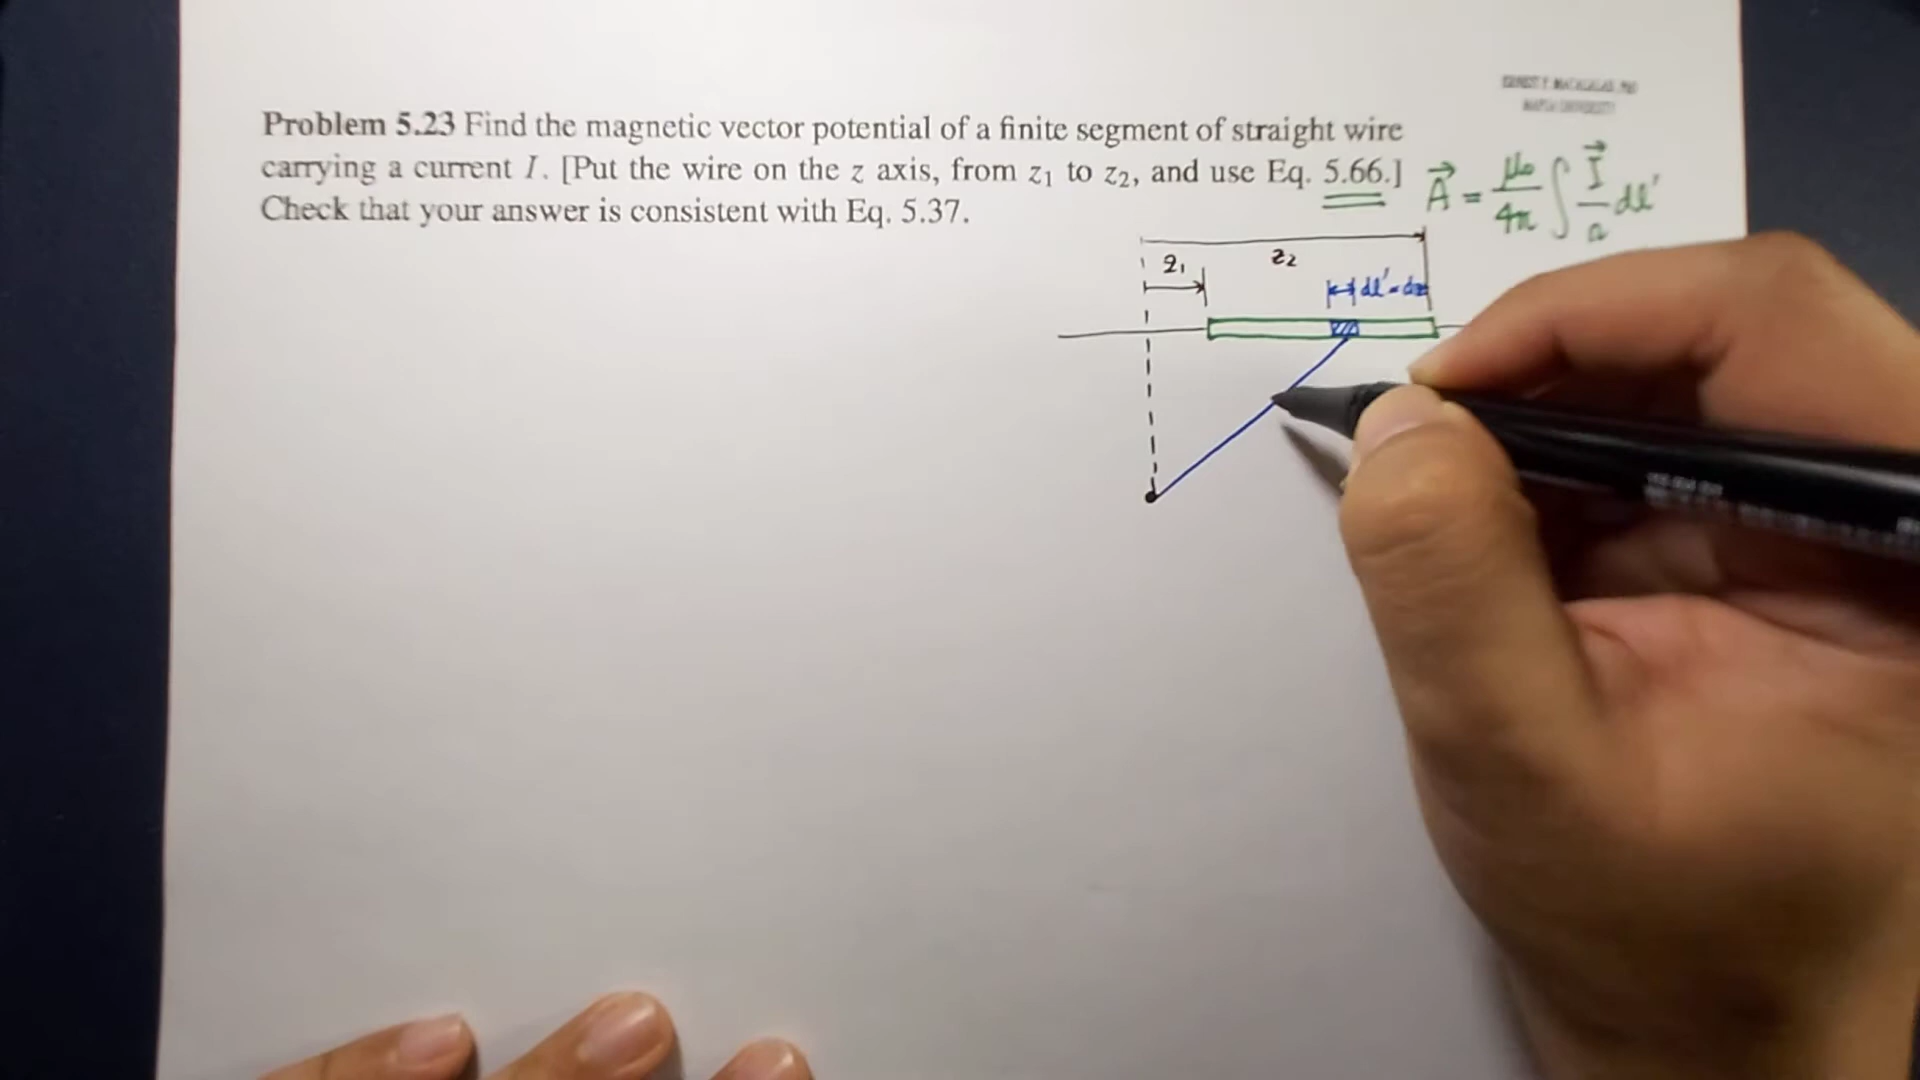 Problem 5.23 Find the magnetic vector potential of a finite segment of straight wire
carrying a current I. [Put the wire on the z axis, from z₁ to z₂, and use Eq. 5.66.]
Check that your answer is consistent with Eq. 5.37.
A⃗ = μ₀/4π ∫ I⃗/r dl'
z₂
z₁
dl' = dz